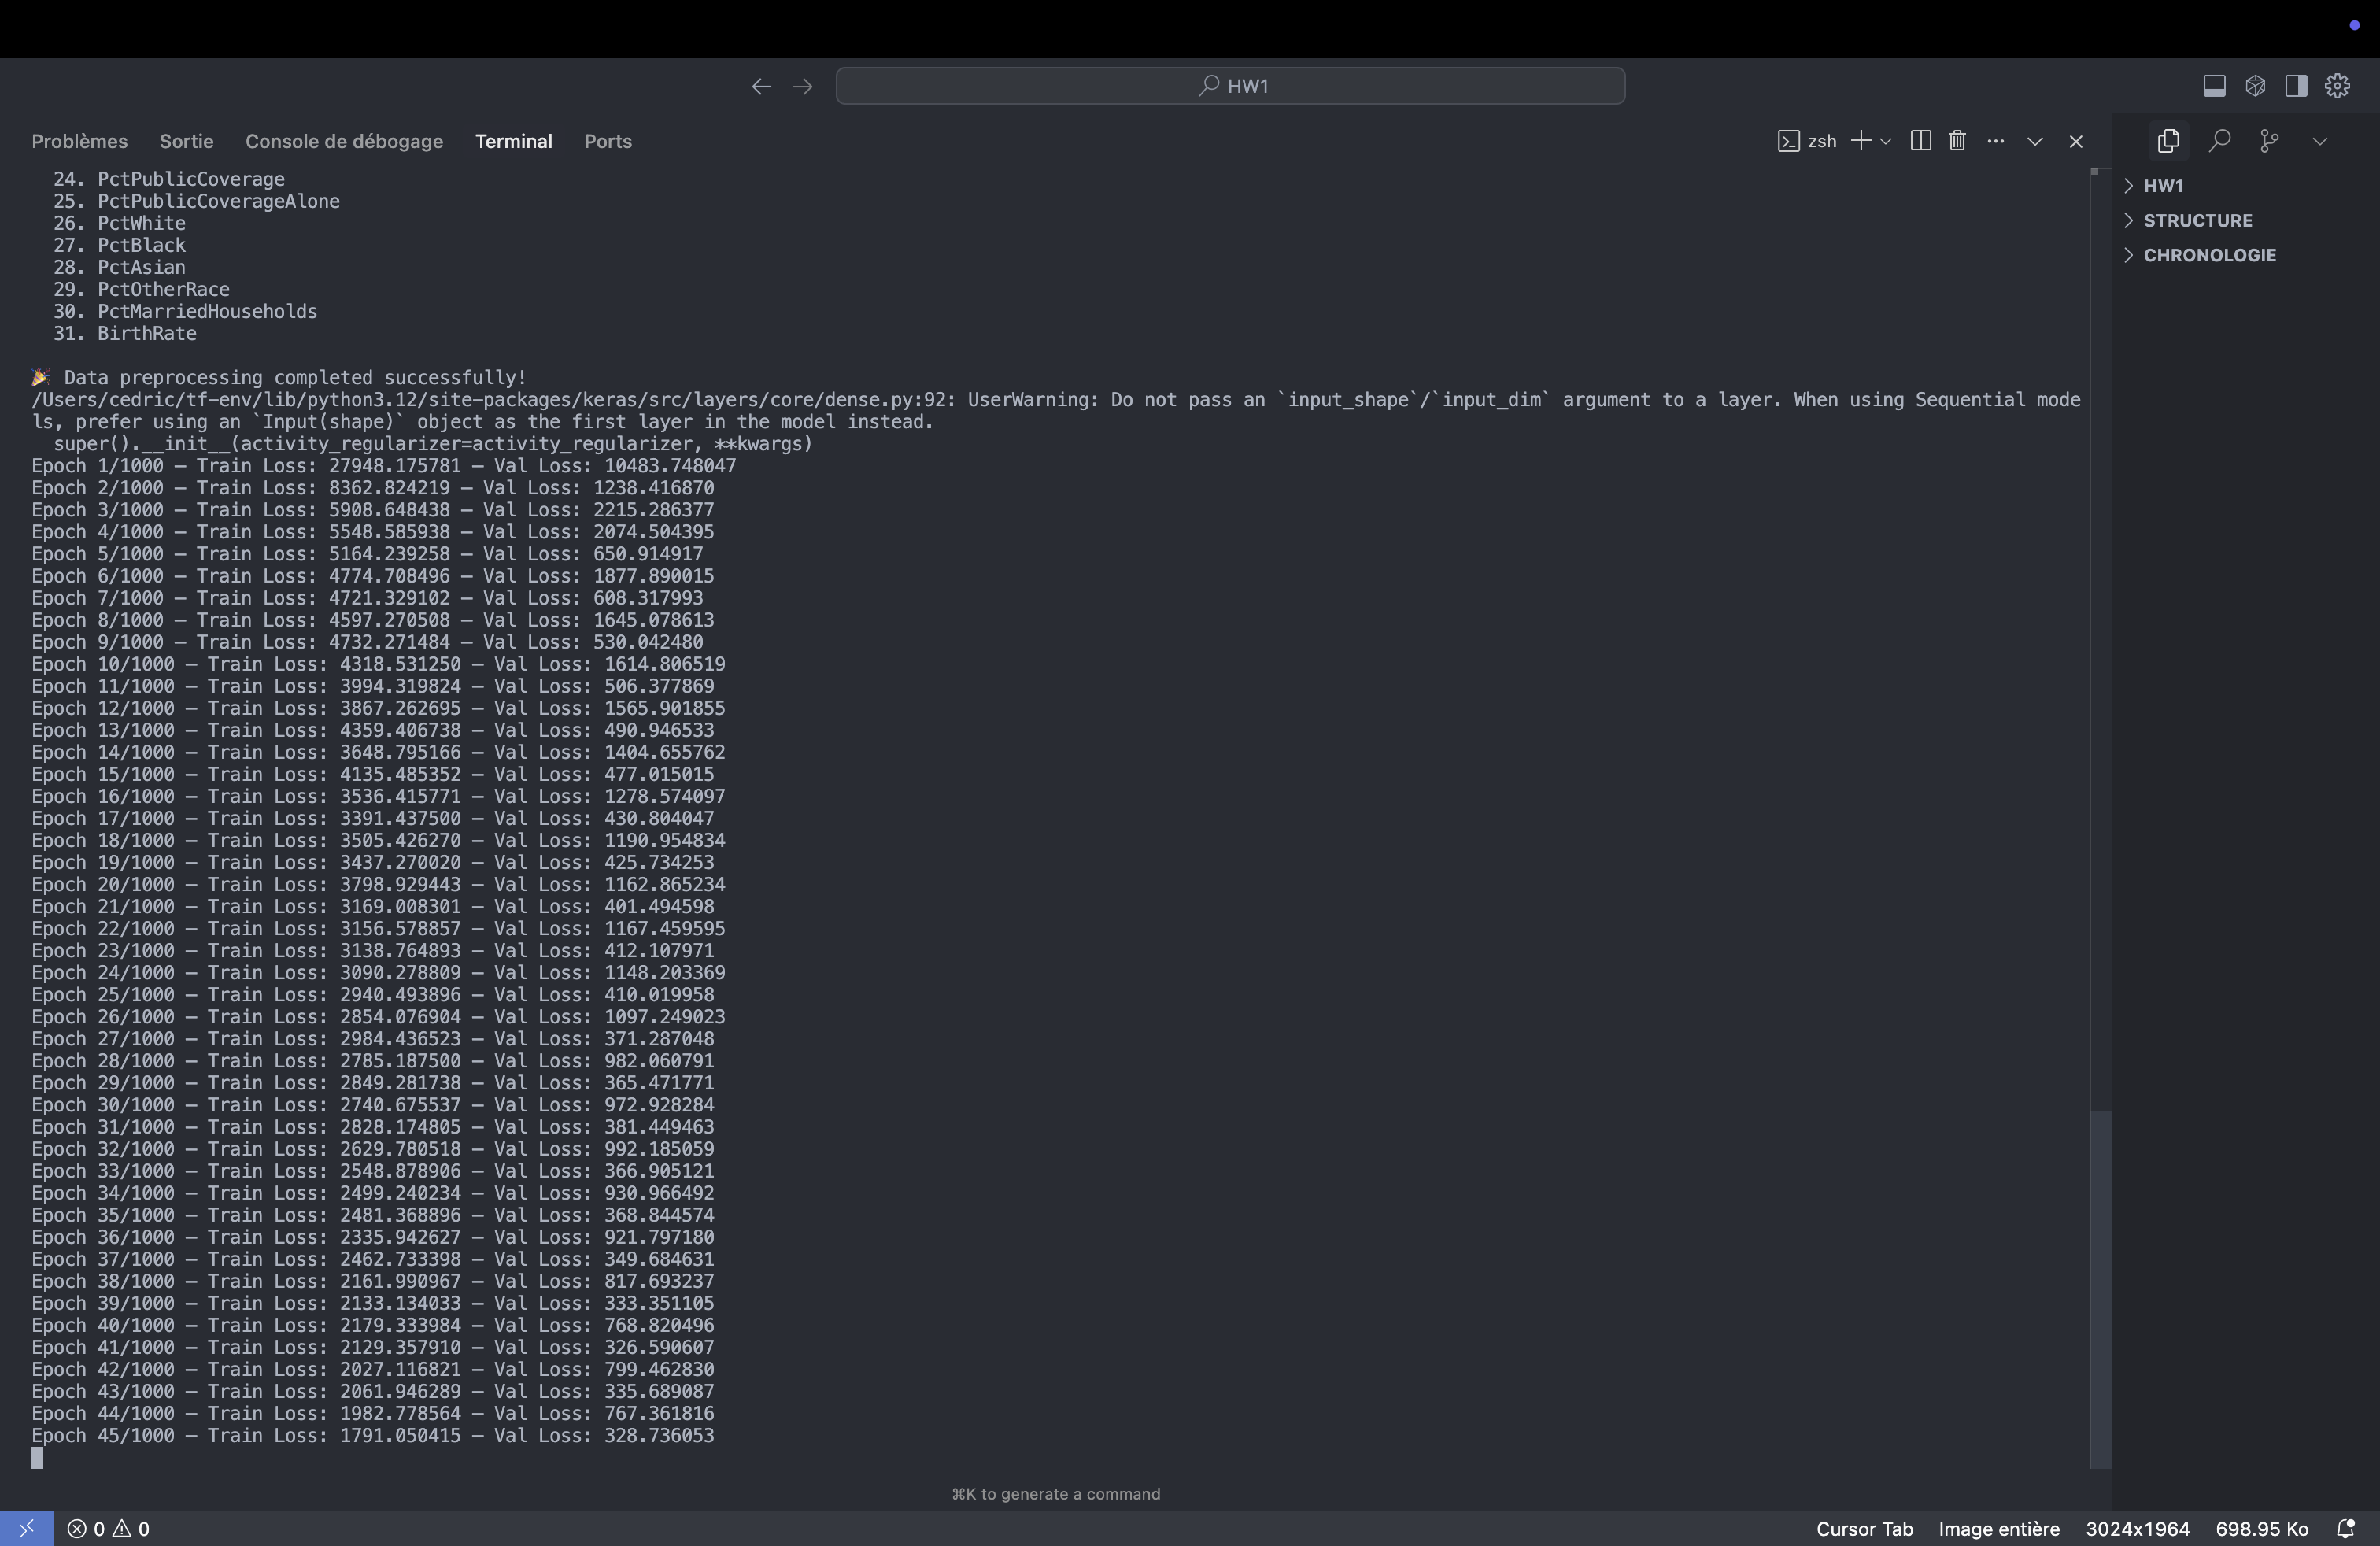 HW1
Problèmes Sortie Console de débogage Terminal Ports zsh
24. PctPublicCoverage
25. PctPublicCoverageAlone
26. PctWhite
27. PctBlack
28. PctAsian
29. PctOtherRace
30. PctMarriedHouseholds
31. BirthRate
🎉 Data preprocessing completed successfully!
/Users/cedric/tf-env/lib/python3.12/site-packages/keras/src/layers/core/dense.py:92: UserWarning: Do not pass an `input_shape`/`input_dim` argument to a layer. When using Sequential mode
ls, prefer using an `Input(shape)` object as the first layer in the model instead.
super().__init__(activity_regularizer=activity_regularizer, **kwargs)
Epoch 1/1000 — Train Loss: 27948.175781 — Val Loss: 10483.748047
Epoch 2/1000 — Train Loss: 8362.824219 — Val Loss: 1238.416870
Epoch 3/1000 — Train Loss: 5908.648438 — Val Loss: 2215.286377
Epoch 4/1000 — Train Loss: 5548.585938 — Val Loss: 2074.504395
Epoch 5/1000 — Train Loss: 5164.239258 — Val Loss: 650.914917
Epoch 6/1000 — Train Loss: 4774.708496 — Val Loss: 1877.890015
Epoch 7/1000 — Train Loss: 4721.329102 — Val Loss: 608.317993
Epoch 8/1000 — Train Loss: 4597.270508 — Val Loss: 1645.078613
Epoch 9/1000 — Train Loss: 4732.271484 — Val Loss: 530.042480
Epoch 10/1000 — Train Loss: 4318.531250 — Val Loss: 1614.806519
Epoch 11/1000 — Train Loss: 3994.319824 — Val Loss: 506.377869
Epoch 12/1000 — Train Loss: 3867.262695 — Val Loss: 1565.901855
Epoch 13/1000 — Train Loss: 4359.406738 — Val Loss: 490.946533
Epoch 14/1000 — Train Loss: 3648.795166 — Val Loss: 1404.655762
Epoch 15/1000 — Train Loss: 4135.485352 — Val Loss: 477.015015
Epoch 16/1000 — Train Loss: 3536.415771 — Val Loss: 1278.574097
Epoch 17/1000 — Train Loss: 3391.437500 — Val Loss: 430.804047
Epoch 18/1000 — Train Loss: 3505.426270 — Val Loss: 1190.954834
Epoch 19/1000 — Train Loss: 3437.270020 — Val Loss: 425.734253
Epoch 20/1000 — Train Loss: 3798.929443 — Val Loss: 1162.865234
Epoch 21/1000 — Train Loss: 3169.008301 — Val Loss: 401.494598
Epoch 22/1000 — Train Loss: 3156.578857 — Val Loss: 1167.459595
Epoch 23/1000 — Train Loss: 3138.764893 — Val Loss: 412.107971
Epoch 24/1000 — Train Loss: 3090.278809 — Val Loss: 1148.203369
Epoch 25/1000 — Train Loss: 2940.493896 — Val Loss: 410.019958
Epoch 26/1000 — Train Loss: 2854.076904 — Val Loss: 1097.249023
Epoch 27/1000 — Train Loss: 2984.436523 — Val Loss: 371.287048
Epoch 28/1000 — Train Loss: 2785.187500 — Val Loss: 982.060791
Epoch 29/1000 — Train Loss: 2849.281738 — Val Loss: 365.471771
Epoch 30/1000 — Train Loss: 2740.675537 — Val Loss: 972.928284
Epoch 31/1000 — Train Loss: 2828.174805 — Val Loss: 381.449463
Epoch 32/1000 — Train Loss: 2629.780518 — Val Loss: 992.185059
Epoch 33/1000 — Train Loss: 2548.878906 — Val Loss: 366.905121
Epoch 34/1000 — Train Loss: 2499.240234 — Val Loss: 930.966492
Epoch 35/1000 — Train Loss: 2481.368896 — Val Loss: 368.844574
Epoch 36/1000 — Train Loss: 2335.942627 — Val Loss: 921.797180
Epoch 37/1000 — Train Loss: 2462.733398 — Val Loss: 349.684631
Epoch 38/1000 — Train Loss: 2161.990967 — Val Loss: 817.693237
Epoch 39/1000 — Train Loss: 2133.134033 — Val Loss: 333.351105
Epoch 40/1000 — Train Loss: 2179.333984 — Val Loss: 768.820496
Epoch 41/1000 — Train Loss: 2129.357910 — Val Loss: 326.590607
Epoch 42/1000 — Train Loss: 2027.116821 — Val Loss: 799.462830
Epoch 43/1000 — Train Loss: 2061.946289 — Val Loss: 335.689087
Epoch 44/1000 — Train Loss: 1982.778564 — Val Loss: 767.361816
Epoch 45/1000 — Train Loss: 1791.050415 — Val Loss: 328.736053
⌘K to generate a command
HW1
STRUCTURE
CHRONOLOGIE
0 0 Cursor Tab Image entière 3024x1964 698.95 Ko